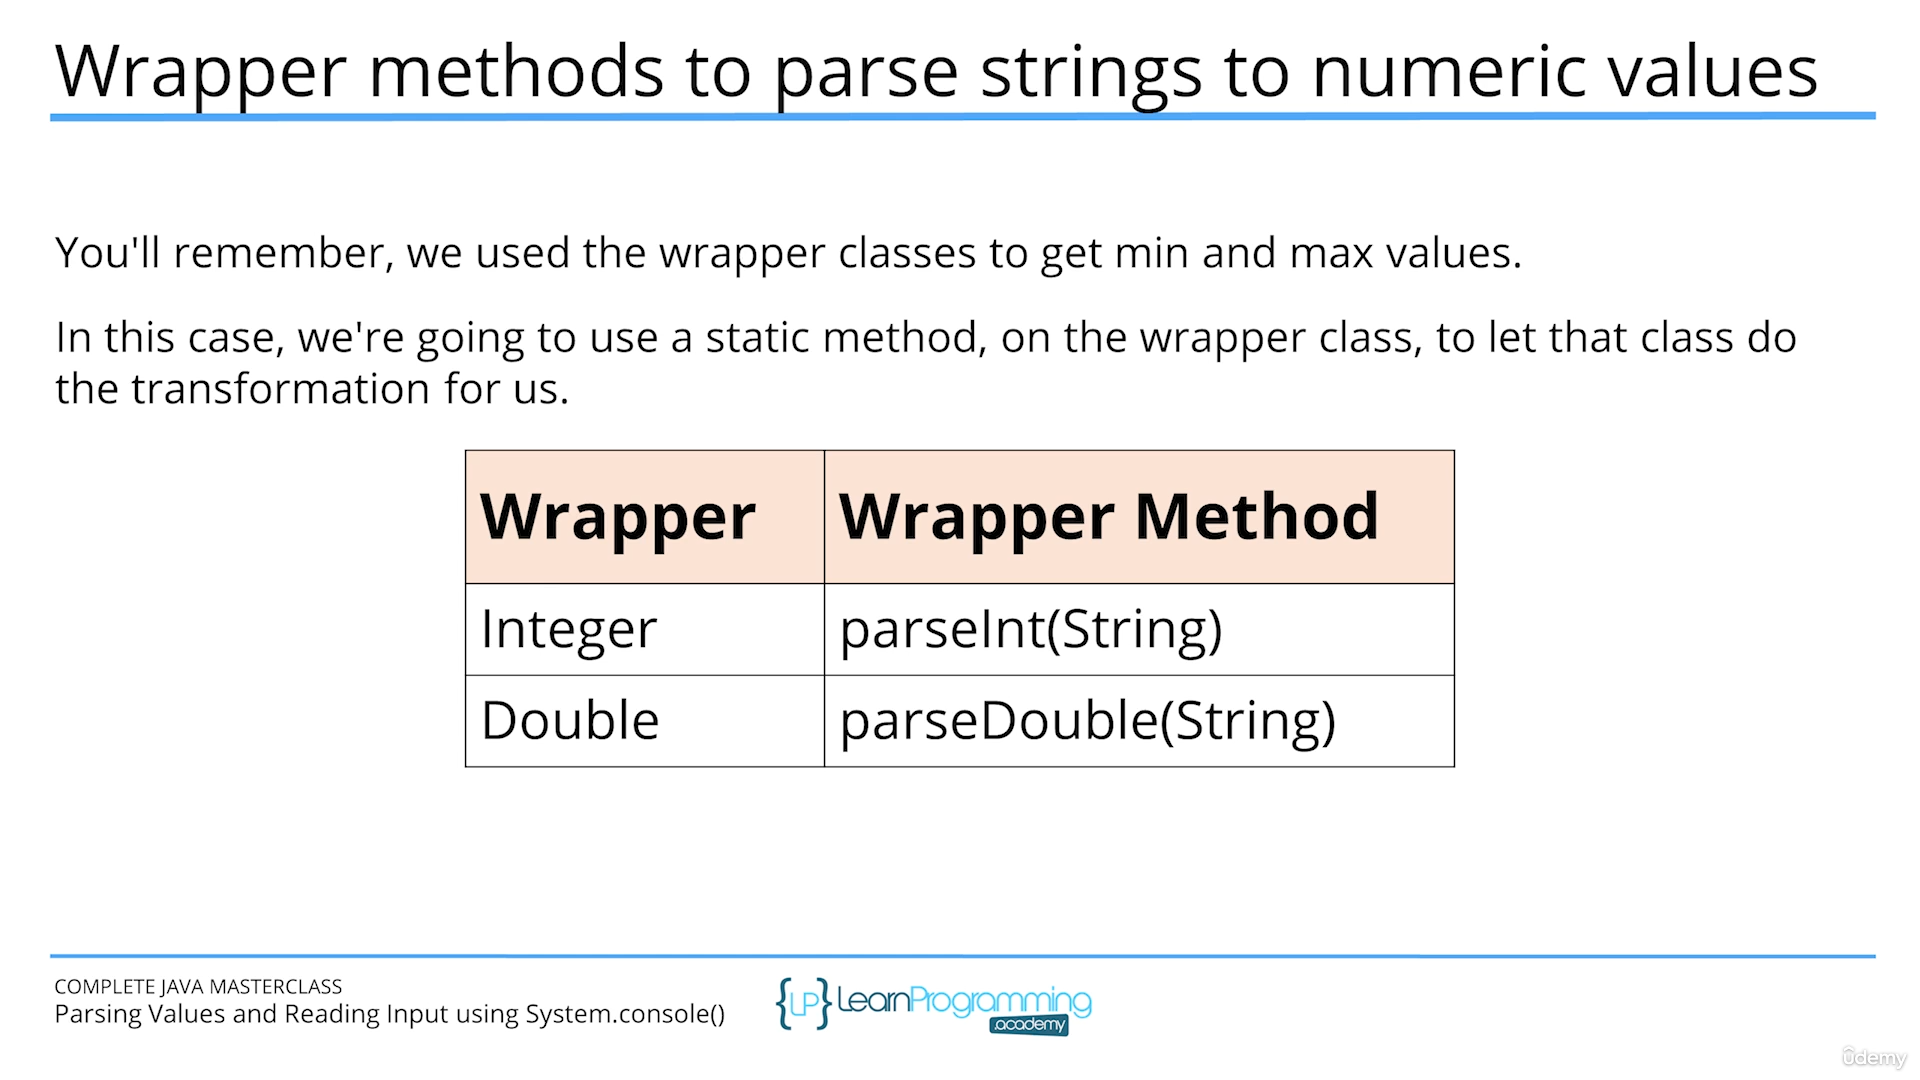 Wrapper methods to parse strings to numeric values
You'll remember, we used the wrapper classes to get min and max values.
In this case, we're going to use a static method, on the wrapper class, to let that class do
the transformation for us.
Wrapper Wrapper Method
Integer parseInt(String)
Double parseDouble(String)
COMPLETE JAVA MASTERCLASS
Parsing Values and Reading Input using System.console()
{LP} LearnProgramming
.academy
ûdemy